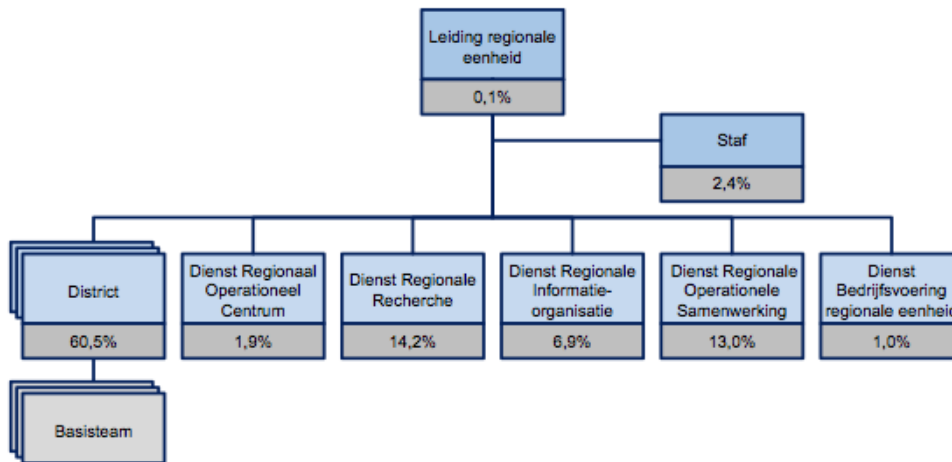 Leiding regionale
eenheid
0,1%
Staf
2,4%
District
60,5%
Dienst Regionaal
Operationeel
Centrum
1,9%
Dienst Regionale
Recherche
14,2%
Dienst Regionale
Informatie-
organisatie
6,9%
Dienst Regionale
Operationele
Samenwerking
13,0%
Dienst
Bedrijfsvoering
regionale eenheid
1,0%
Basisteam